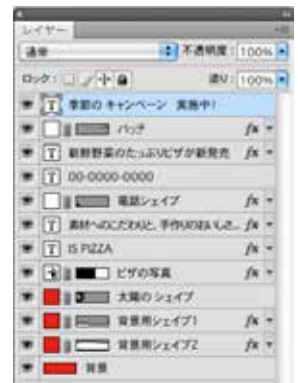 レイヤー
通常 不透明度: 100%
ロック: 塗り: 100%
T 季節の キャンペーン 実施中!
バッチ fx
T 新鮮野菜のたっぷりピザが新発売 fx
T 00-0000-0000
電話シェイプ fx
T 素材へのこだわりと、手作りのおいしさ... fx
T IS PIZZA fx
ピザの写真 fx
太陽の シェイプ fx
背景用シェイプ1 fx
背景用シェイプ2 fx
背景